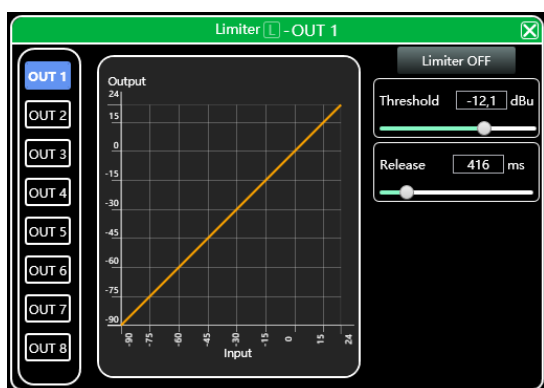 Limiter L - OUT 1
OUT 1
OUT 2
OUT 3
OUT 4
OUT 5
OUT 6
OUT 7
OUT 8
Output
24
15
0
-15
-30
-45
-60
-75
-90
-90 -75 -60 -45 -30 -15 0 15 24
Input
Limiter OFF
Threshold -12,1 dBu
Release 416 ms